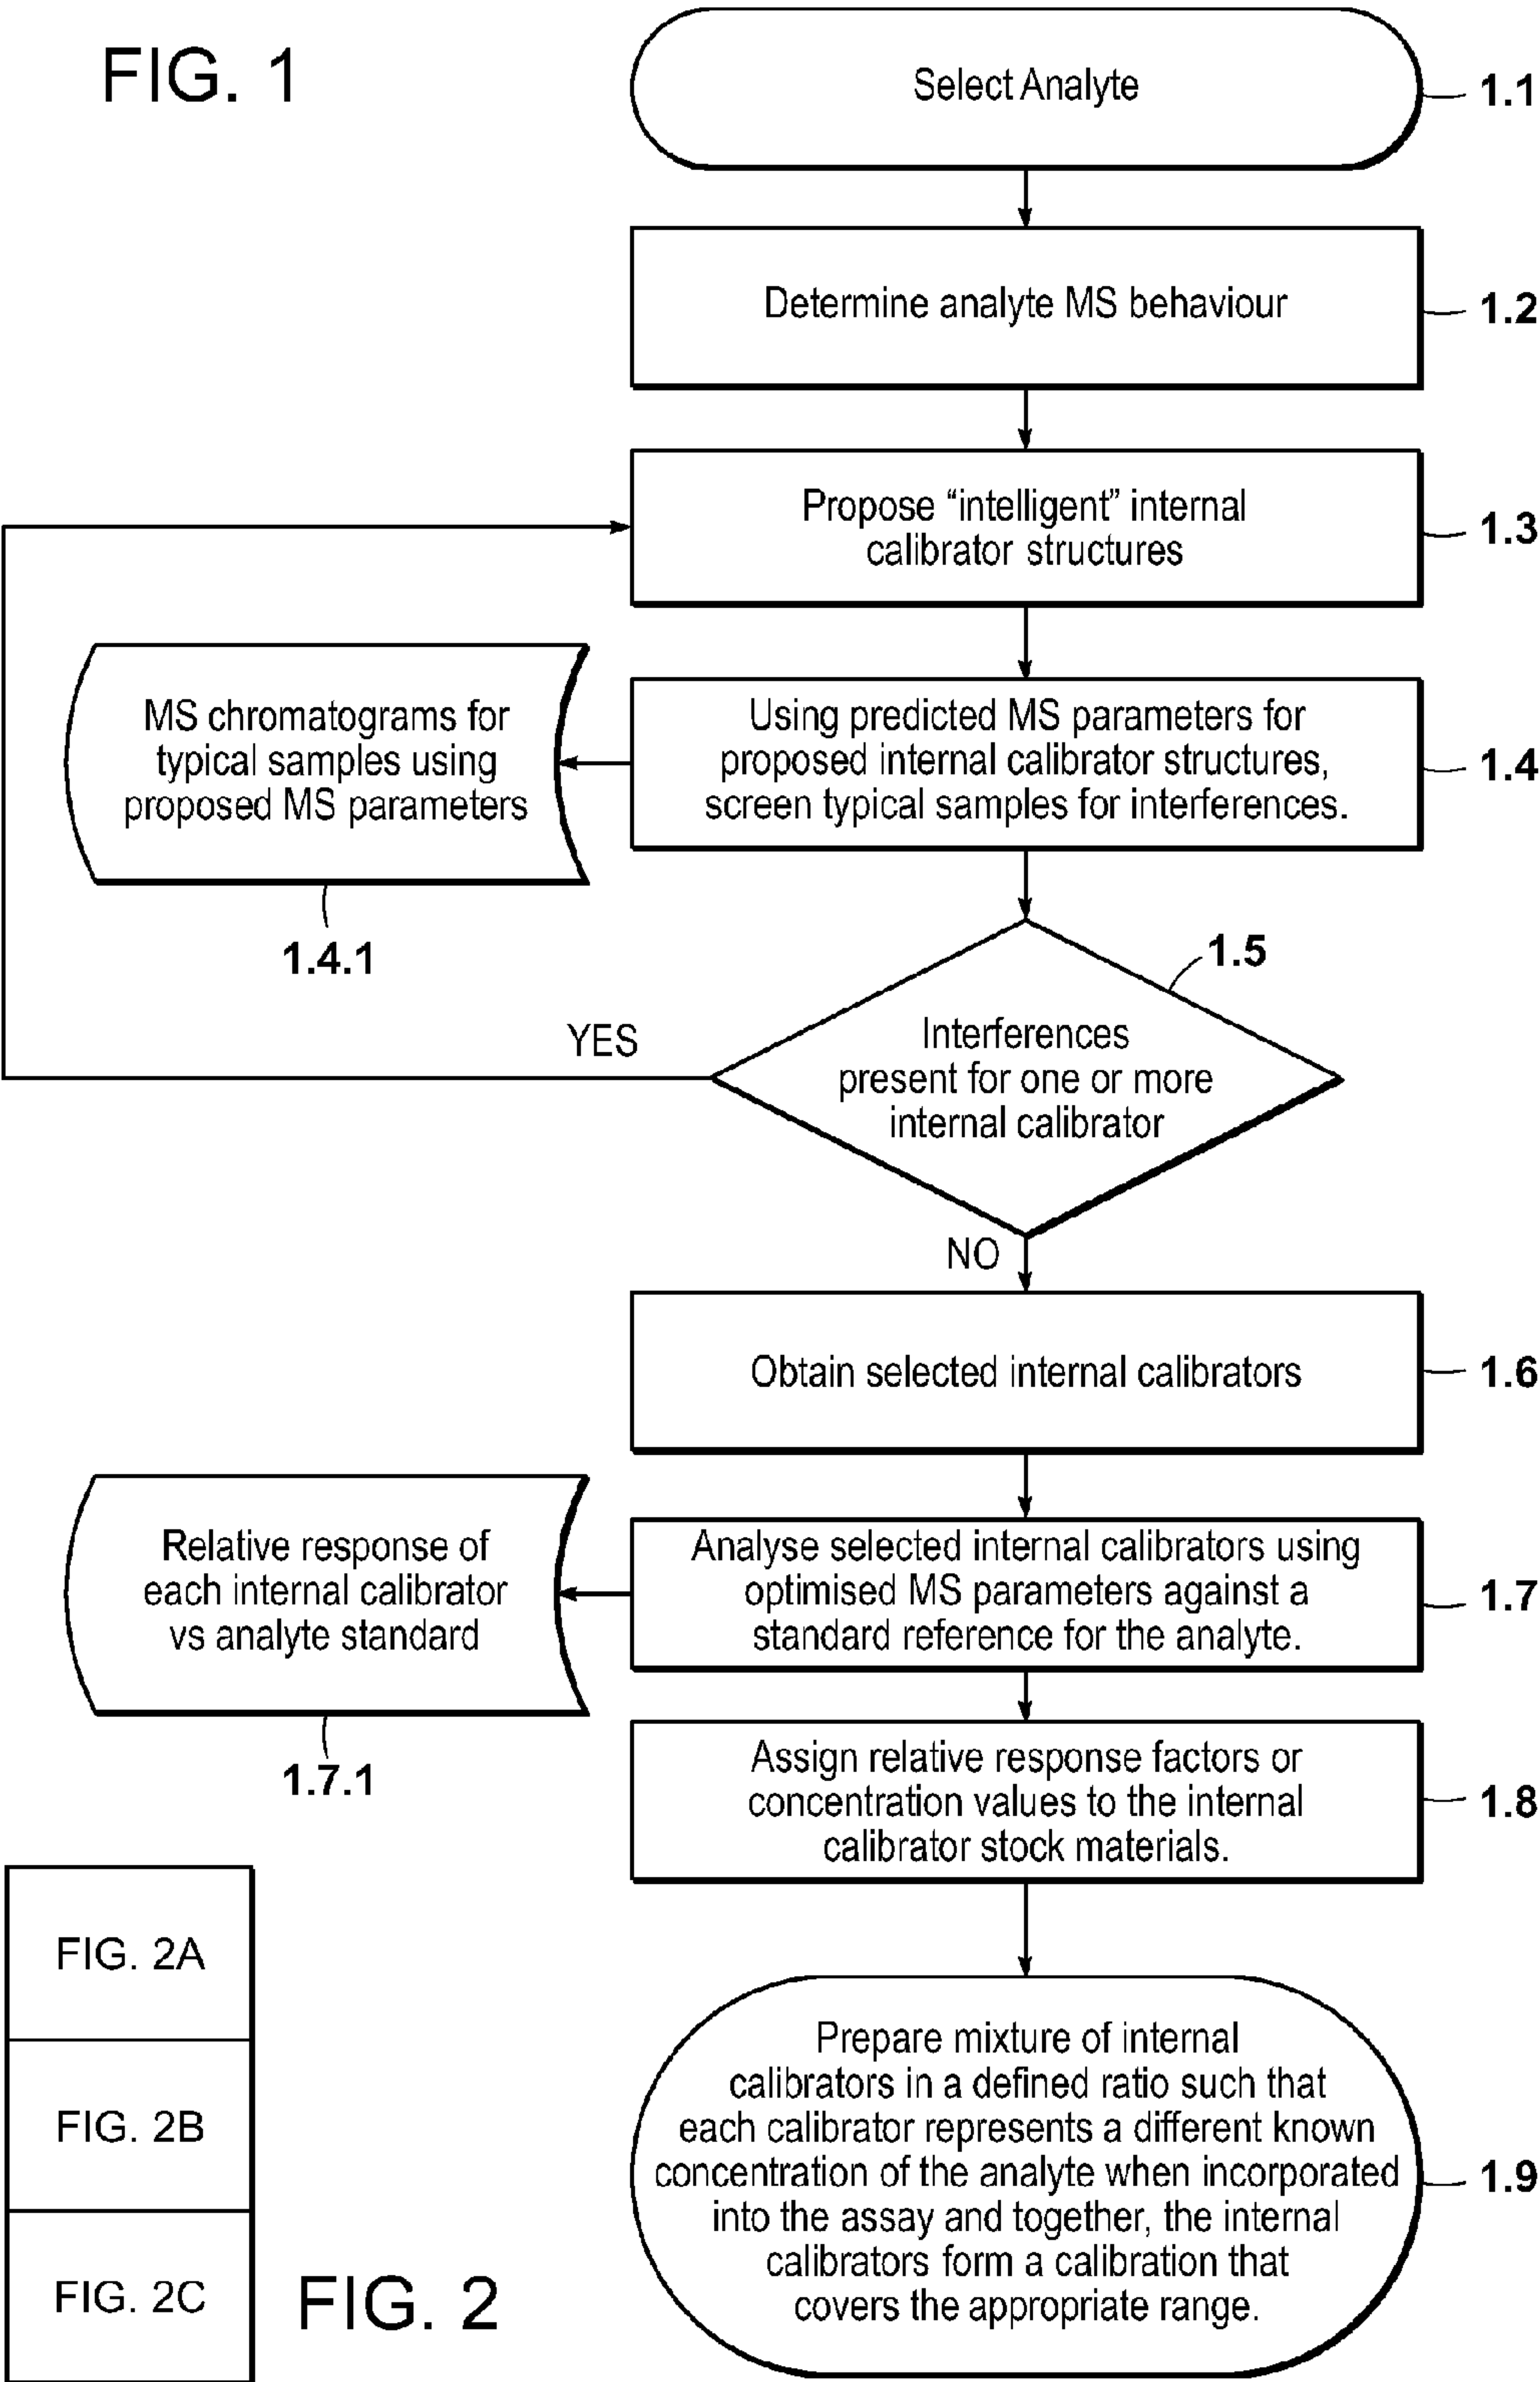 FIG. 1
Select Analyte
1.1
Determine analyte MS behaviour
1.2
Propose “intelligent” internal
calibrator structures
1.3
MS chromatograms for
typical samples using
proposed MS parameters
1.4.1
Using predicted MS parameters for
proposed internal calibrator structures,
screen typical samples for interferences.
1.4
1.5
Interferences
present for one or more
internal calibrator
YES
NO
Obtain selected internal calibrators
1.6
Relative response of
each internal calibrator
vs analyte standard
1.7.1
Analyse selected internal calibrators using
optimised MS parameters against a
standard reference for the analyte.
1.7
Assign relative response factors or
concentration values to the internal
calibrator stock materials.
1.8
Prepare mixture of internal
calibrators in a defined ratio such that
each calibrator represents a different known
concentration of the analyte when incorporated
into the assay and together, the internal
calibrators form a calibration that
covers the appropriate range.
1.9
FIG. 2A
FIG. 2B
FIG. 2C
FIG. 2